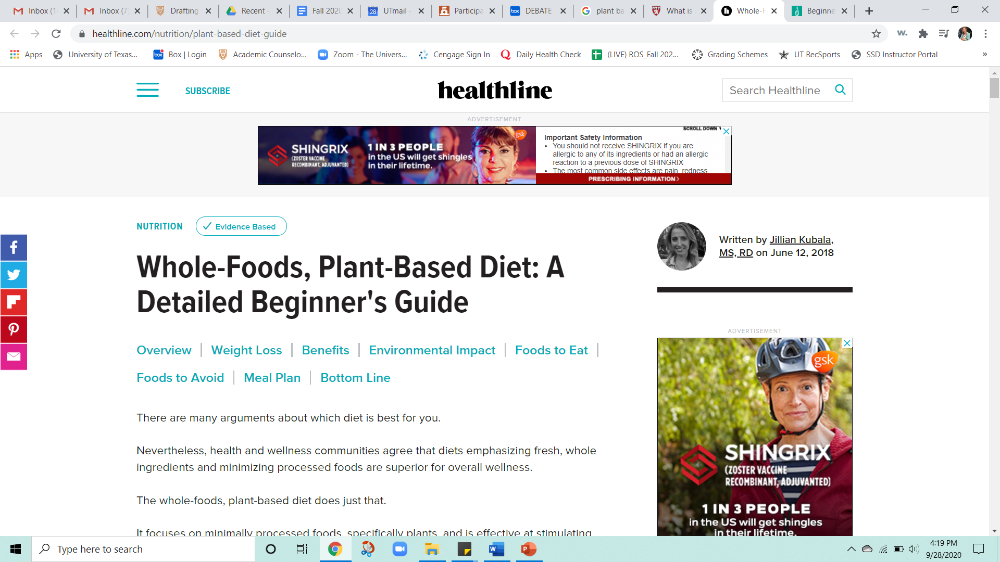 Inbox (1
Inbox (7)
Drafting
Recent -
Fall 2020
28
UTmail -
Participa
box
DEBATE
plant ba
What is
Whole-F
Beginne
healthline.com/nutrition/plant-based-diet-guide
w.
Apps
University of Texas...
box
Box | Login
Academic Counselo...
Zoom - The Univers...
Cengage Sign In
Daily Health Check
(LIVE) ROS_Fall 202...
Grading Schemes
UT RecSports
SSD Instructor Portal
»
SUBSCRIBE
healthline
Search Healthline
ADVERTISEMENT
SHINGRIX
(ZOSTER VACCINE
RECOMBINANT, ADJUVANTED)
1 IN 3 PEOPLE
in the US will get shingles
in their lifetime.
gsk
SCROLL DOWN
Important Safety Information
• You should not receive SHINGRIX if you are
allergic to any of its ingredients or had an allergic
reaction to a previous dose of SHINGRIX
• The most common side effects are pain, redness,
PRESCRIBING INFORMATION >
NUTRITION
Evidence Based
Whole-Foods, Plant-Based Diet: A
Detailed Beginner's Guide
Written by Jillian Kubala,
MS, RD on June 12, 2018
Overview | Weight Loss | Benefits | Environmental Impact | Foods to Eat |
Foods to Avoid | Meal Plan | Bottom Line
There are many arguments about which diet is best for you.
Nevertheless, health and wellness communities agree that diets emphasizing fresh, whole
ingredients and minimizing processed foods are superior for overall wellness.
The whole-foods, plant-based diet does just that.
It focuses on minimally processed foods, specifically plants, and is effective at stimulating
ADVERTISEMENT
gsk
SHINGRIX
(ZOSTER VACCINE
RECOMBINANT, ADJUVANTED)
1 IN 3 PEOPLE
in the US will get shingles
in their lifetime.
Type here to search
4:19 PM
9/28/2020